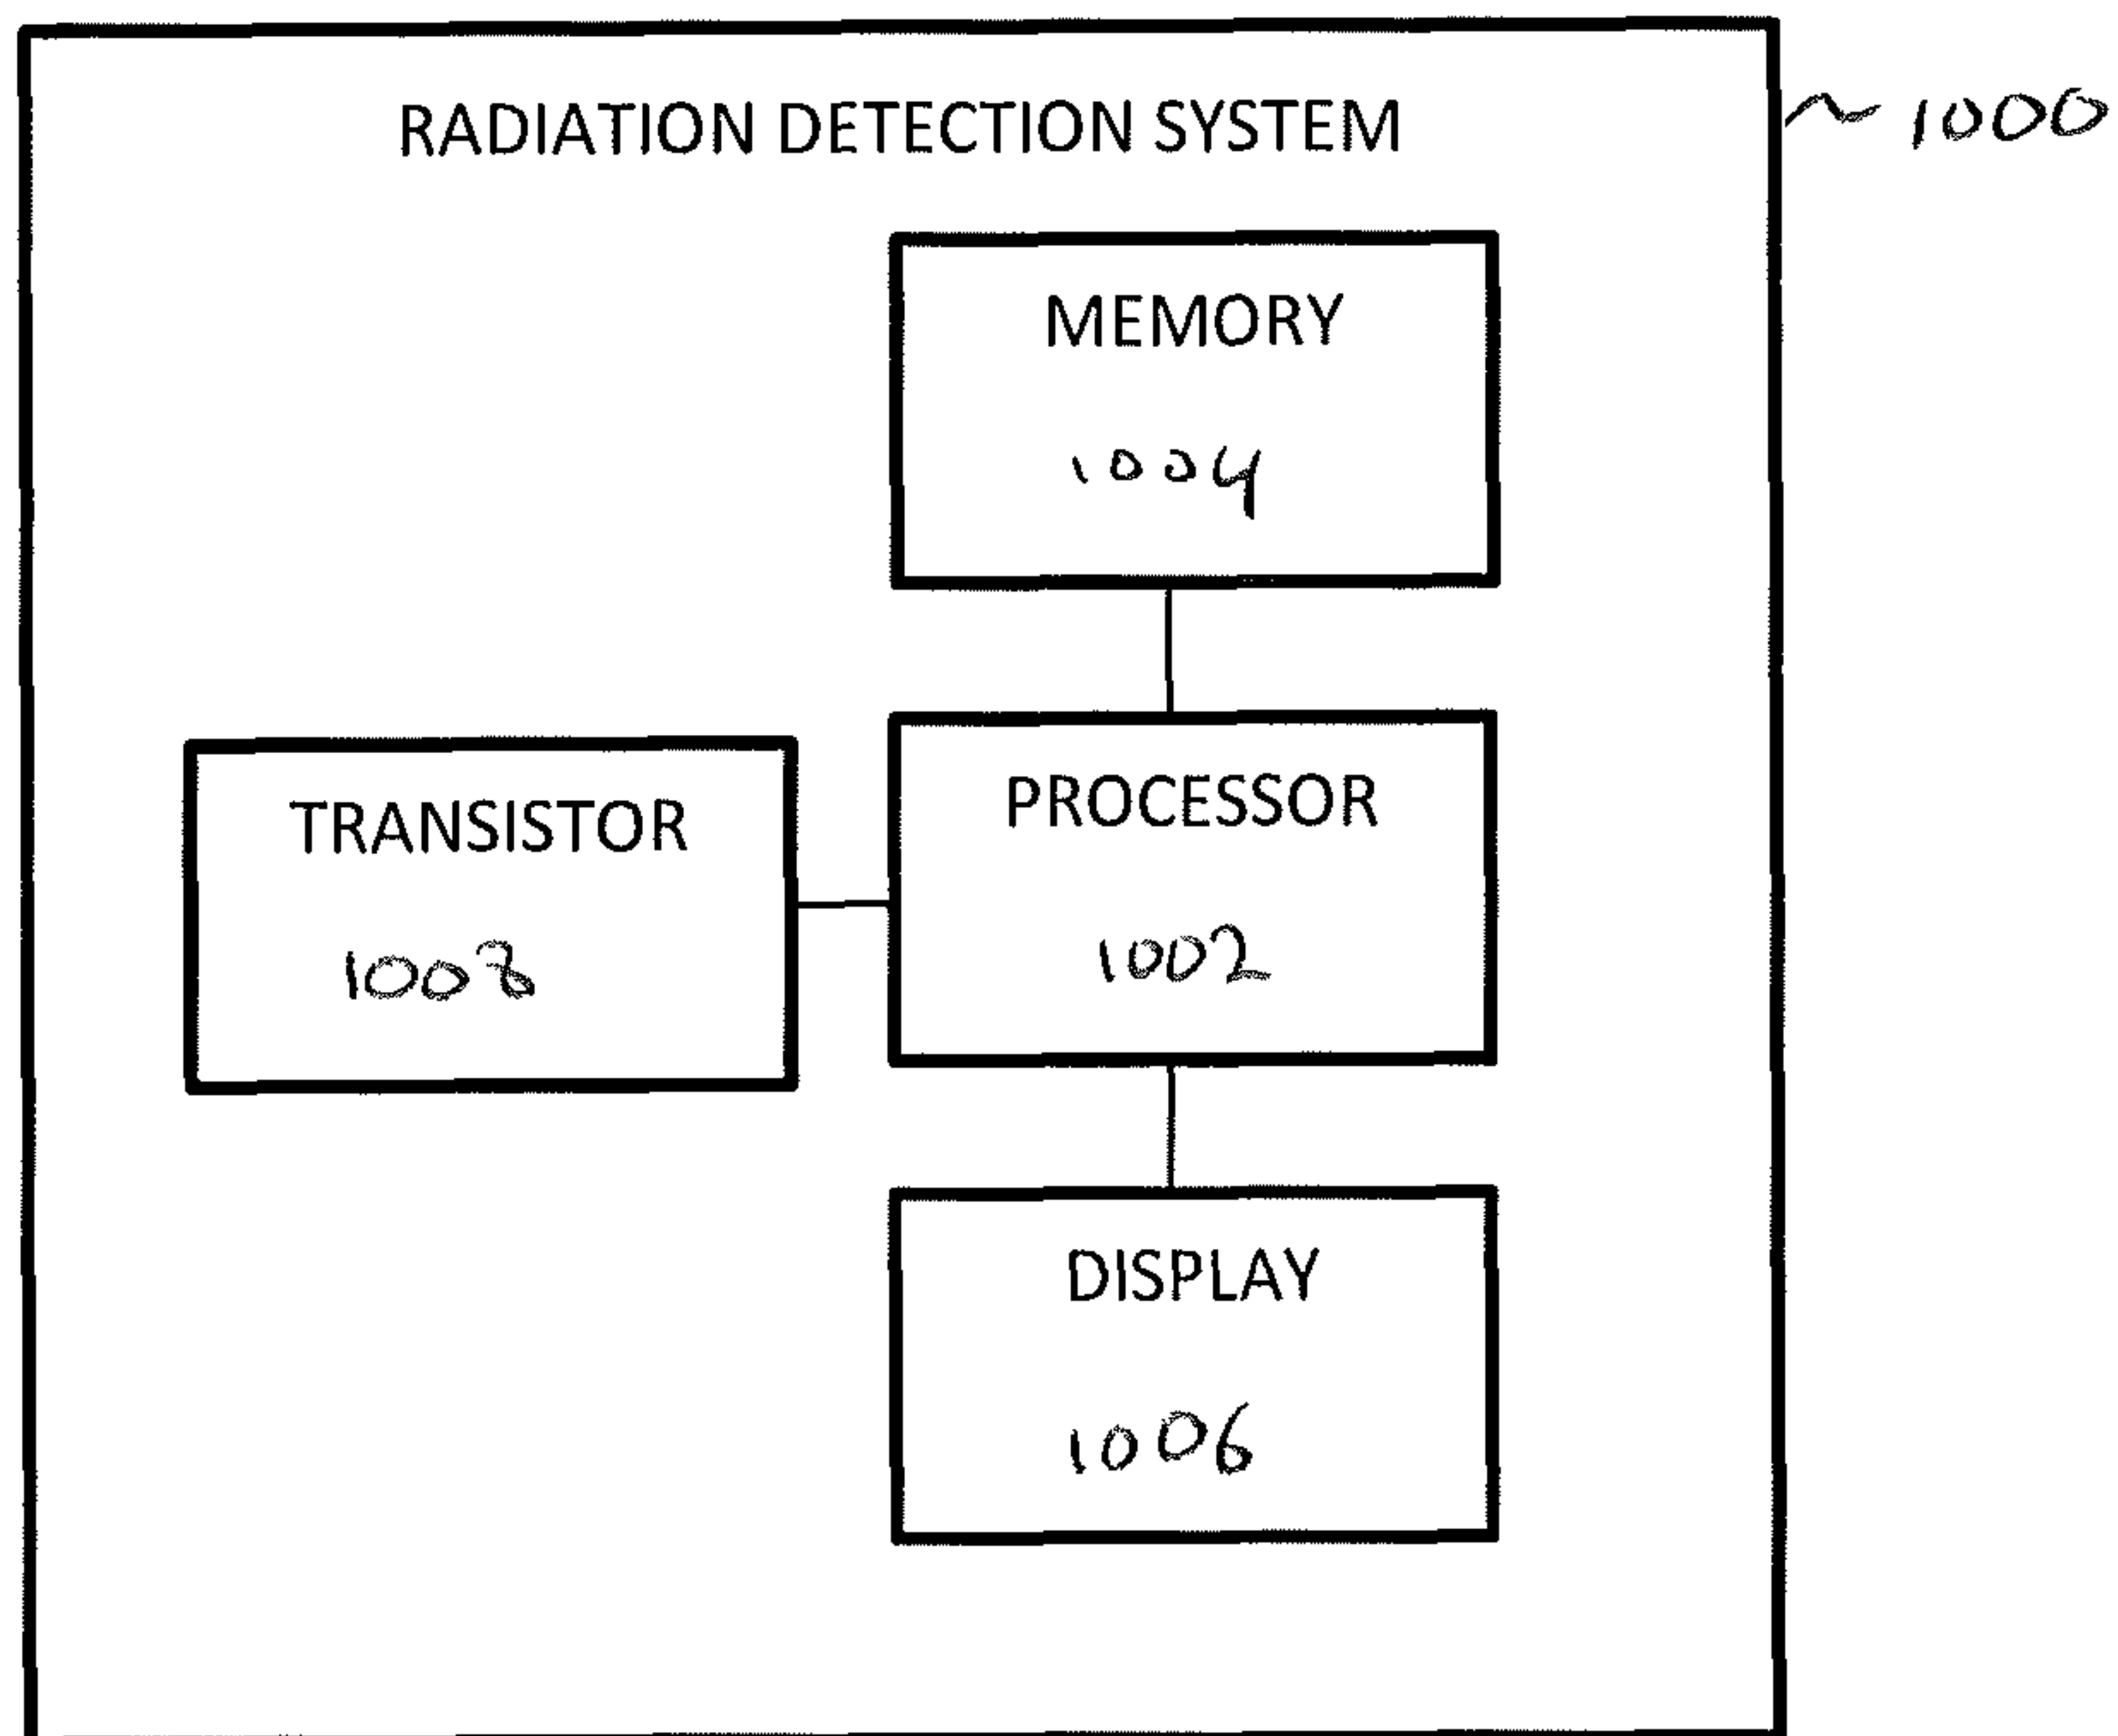 RADIATION DETECTION SYSTEM
1000
MEMORY
1004
TRANSISTOR
1008
PROCESSOR
1002
DISPLAY
1006